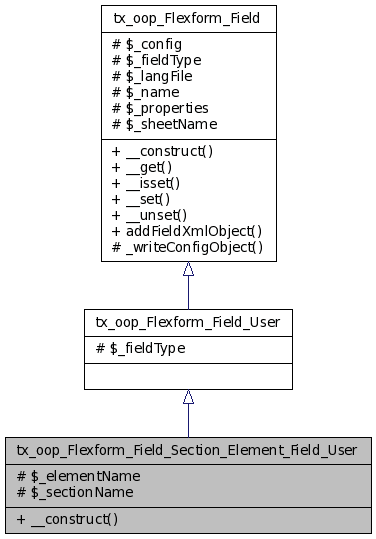 tx_oop_Flexform_Field
# $_config
# $_fieldType
# $_langFile
# $_name
# $_properties
# $_sheetName
+ __construct()
+ __get()
+ __isset()
+ __set()
+ __unset()
+ addFieldXmlObject()
# _writeConfigObject()
tx_oop_Flexform_Field_User
# $_fieldType
tx_oop_Flexform_Field_Section_Element_Field_User
# $_elementName
# $_sectionName
+ __construct()